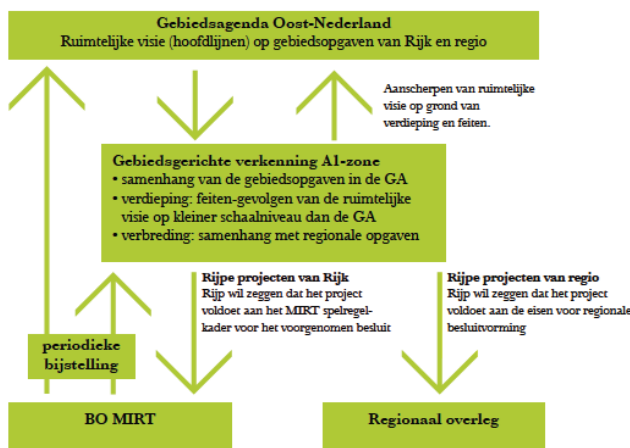 Gebiedsagenda Oost-Nederland
Ruimtelijke visie (hoofdlijnen) op gebiedsopgaven van Rijk en regio
Aanscherpen van ruimtelijke
visie op grond van
verdieping en feiten.
Gebiedsgerichte verkenning A1-zone
• samenhang van de gebiedsopgaven in de GA
• verdieping: feiten-gevolgen van de ruimtelijke
visie op kleiner schaalniveau dan de GA
• verbreding: samenhang met regionale opgaven
Rijpe projecten van Rijk
Rijp wil zeggen dat het project
voldoet aan het MIRT spelregel-
kader voor het voorgenomen besluit
Rijpe projecten van regio
Rijp wil zeggen dat het project
voldoet aan de eisen voor regionale
besluitvorming
periodieke
bijstelling
BO MIRT
Regionaal overleg